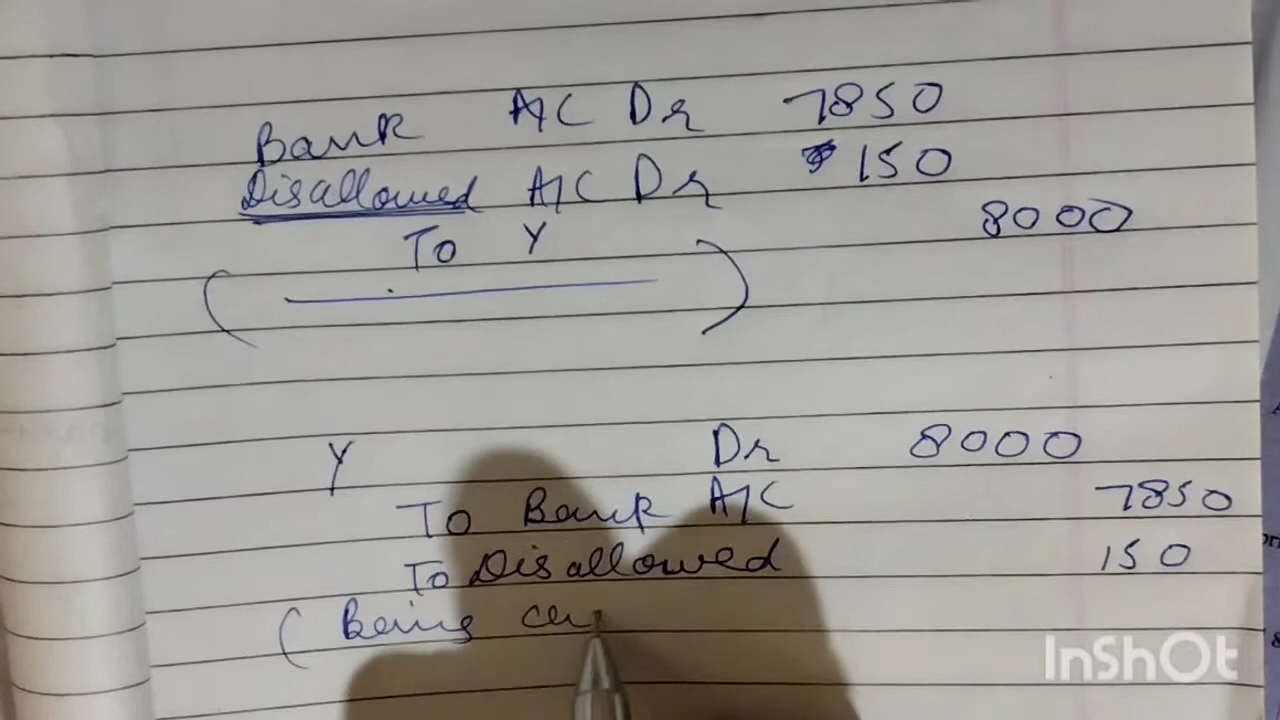 Bank A/C Dr 7850
Disallowed A/C Dr 150
To Y 8000
Y Dr 8000
To Bank A/C 7850
To Disallowed 150
( Being
InShOt